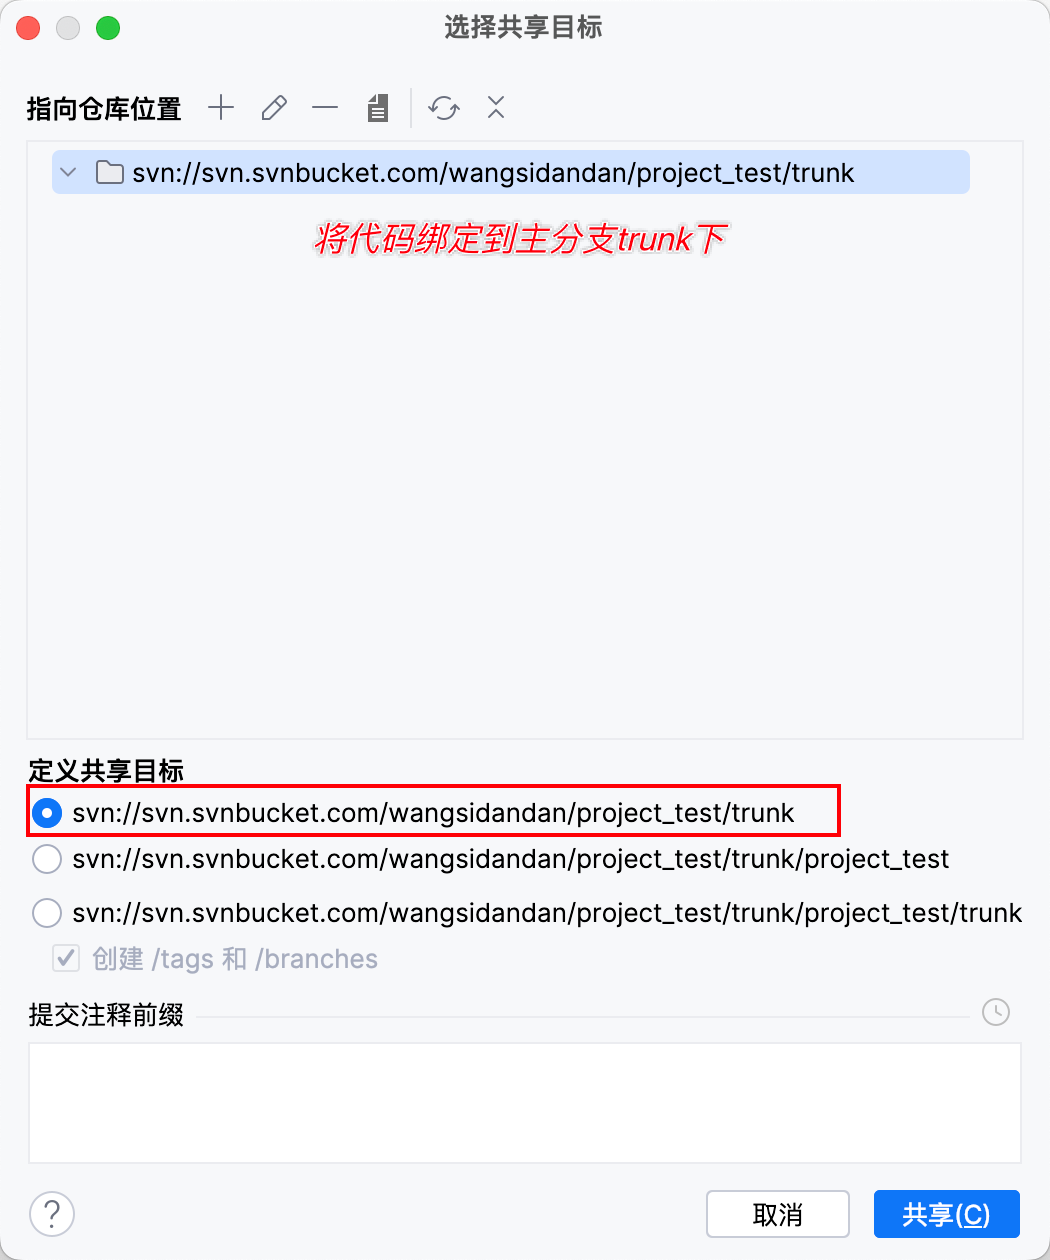 选择共享目标
指向仓库位置
svn://svn.svnbucket.com/wangsidandan/project_test/trunk
将代码绑定到主分支trunk下
定义共享目标
svn://svn.svnbucket.com/wangsidandan/project_test/trunk
svn://svn.svnbucket.com/wangsidandan/project_test/trunk/project_test
svn://svn.svnbucket.com/wangsidandan/project_test/trunk/project_test/trunk
创建 /tags 和 /branches
提交注释前缀
?
取消
共享(C)